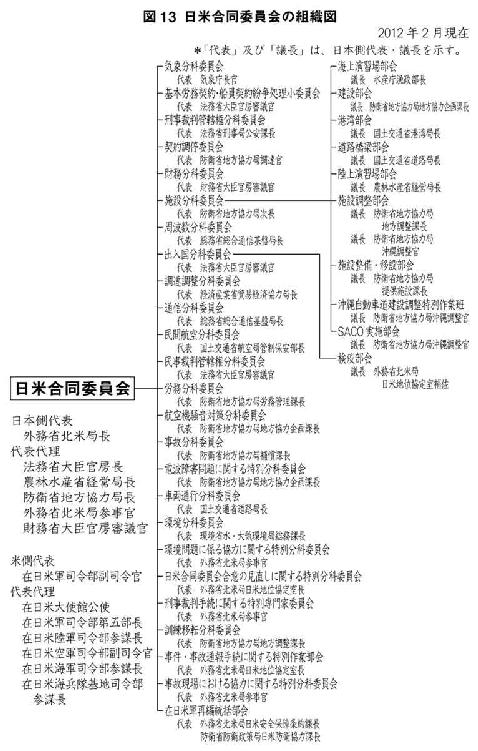 図13 日米合同委員会の組織図
2012年2月現在
＊「代表」及び「議長」は、日本側代表・議長を示す。
日米合同委員会
日本側代表
外務省北米局長
代表代理
法務省大臣官房長
農林水産省経営局長
防衛省地方協力局長
外務省北米局参事官
財務省大臣官房審議官
米側代表
在日米軍司令部副司令官
代表代理
在日米大使館公使
在日米軍司令部第五部長
在日米陸軍司令部参謀長
在日米空軍司令部副司令官
在日米海軍司令部参謀長
在日米海兵隊基地司令部
参謀長
気象分科委員会
代表 気象庁長官
基本労務契約・船員契約紛争処理小委員会
代表 法務省大臣官房審議官
刑事裁判管轄権分科委員会
代表 法務省刑事局公安課長
契約調停委員会
代表 防衛省地方協力局調達官
財務分科委員会
代表 財務省大臣官房審議官
施設分科委員会
代表 防衛省地方協力局次長
周波数分科委員会
代表 総務省総合通信基盤局長
出入国分科委員会
代表 法務省大臣官房審議官
調達調整分科委員会
代表 経済産業省貿易経済協力局長
通信分科委員会
代表 総務省総合通信基盤局長
民間航空分科委員会
代表 国土交通省航空局管制保安部長
民事裁判管轄権分科委員会
代表 法務省大臣官房審議官
労務分科委員会
代表 防衛省地方協力局労務管理課長
航空機騒音対策分科委員会
代表 防衛省地方協力局地方協力企画課長
事故分科委員会
代表 防衛省地方協力局補償課長
電波障害問題に関する特別分科委員会
代表 防衛省地方協力局地方協力企画課長
車両通行分科委員会
代表 国土交通省道路局長
環境分科委員会
代表 環境省水・大気環境局総務課長
環境問題に係る協力に関する特別分科委員会
代表 外務省北米局参事官
日米合同委員会合意の見直しに関する特別分科委員会
代表 外務省北米局日米地位協定室長
刑事裁判手続に関する特別専門家委員会
代表 外務省北米局参事官
訓練移転分科委員会
代表 防衛省地方協力局地方調整課長
事件・事故通報手続に関する特別作業部会
代表 外務省北米局日米地位協定室長
事故現場における協力に関する特別分科委員会
代表 外務省北米局参事官
在日米軍再編統括部会
代表 外務省北米局日米安全保障条約課長
防衛省防衛政策局日米防衛協力課長
海上演習場部会
議長 水産庁漁政部長
建設部会
議長 防衛省地方協力局地方協力企画課長
港湾部会
議長 国土交通省港湾局長
道路橋梁部会
議長 国土交通省道路局長
陸上演習場部会
議長 農林水産省経営局長
施設調整部会
議長 防衛省地方協力局
地方調整課長
議長 防衛省地方協力局
沖縄調整官
施設整備・移設部会
議長 防衛省地方協力局
提供施設課長
沖縄自動車道建設調整特別作業班
議長 防衛省地方協力局沖縄調整官
SACO実施部会
議長 防衛省地方協力局沖縄調整官
検疫部会
議長 外務省北米局
日米地位協定室補佐